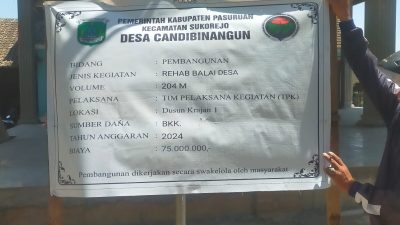 PEMERINTAH KABUPATEN PASURUAN
KECAMATAN SUKOREJO
DESA CANDIBINANGUN
BIDANG : PEMBANGUNAN
JENIS KEGIATAN : REHAB BALAI DESA
VOLUME : 204 M
PELAKSANA : TIM PELAKSANA KEGIATAN (TPK)
LOKASI : Dusun Krajan 1
SUMBER DANA : BKK.
TAHUN ANGGARAN : 2024
BIAYA : 75.000.000,-
Pembangunan dikerjakan secara swakelola oleh masyarakat